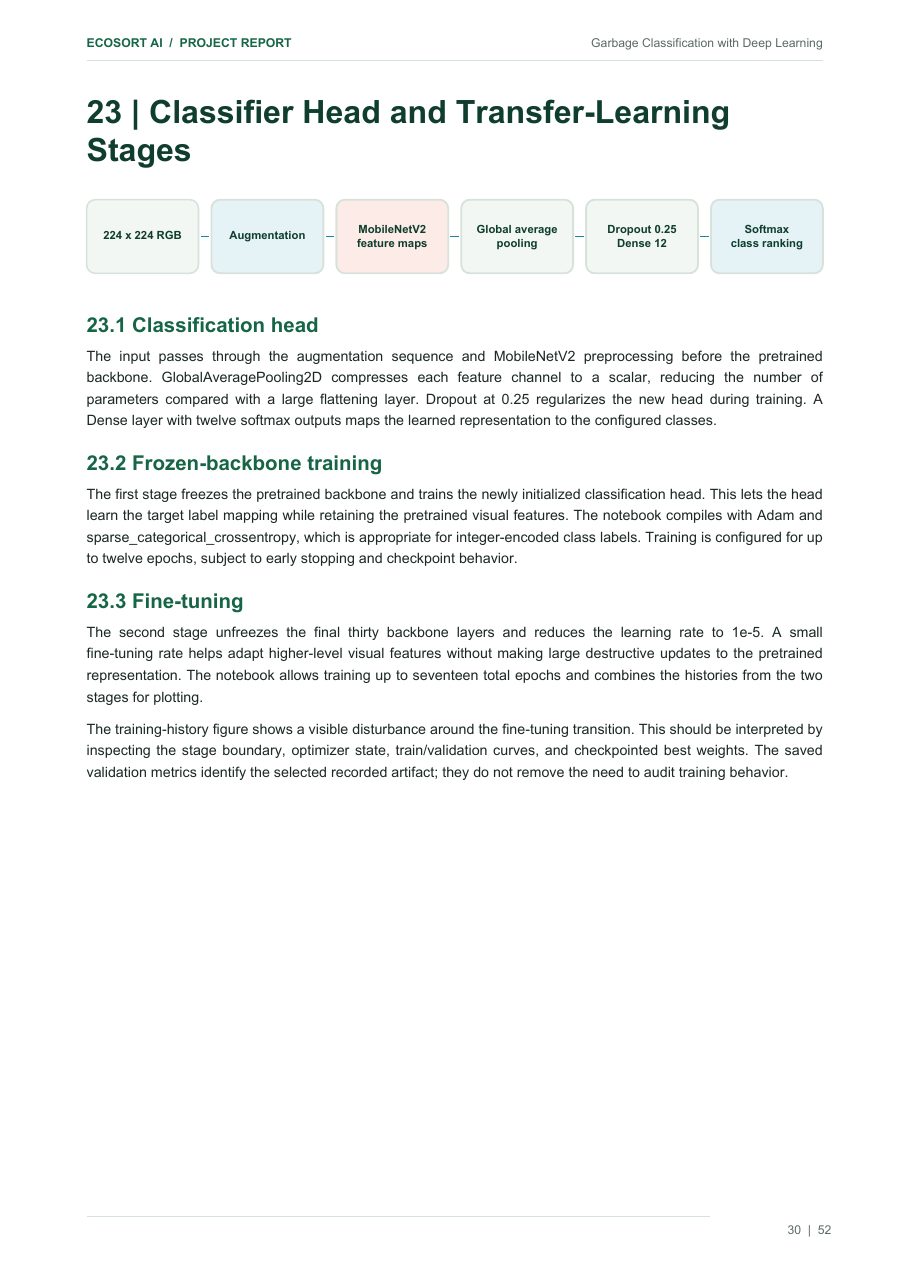 ECOSORT AI / PROJECT REPORT
Garbage Classification with Deep Learning
23 | Classifier Head and Transfer-Learning
Stages
224 x 224 RGB
Augmentation
MobileNetV2
feature maps
Global average
pooling
Dropout 0.25
Dense 12
Softmax
class ranking
23.1 Classification head
The input passes through the augmentation sequence and MobileNetV2 preprocessing before the pretrained
backbone. GlobalAveragePooling2D compresses each feature channel to a scalar, reducing the number of
parameters compared with a large flattening layer. Dropout at 0.25 regularizes the new head during training. A
Dense layer with twelve softmax outputs maps the learned representation to the configured classes.
23.2 Frozen-backbone training
The first stage freezes the pretrained backbone and trains the newly initialized classification head. This lets the head
learn the target label mapping while retaining the pretrained visual features. The notebook compiles with Adam and
sparse_categorical_crossentropy, which is appropriate for integer-encoded class labels. Training is configured for up
to twelve epochs, subject to early stopping and checkpoint behavior.
23.3 Fine-tuning
The second stage unfreezes the final thirty backbone layers and reduces the learning rate to 1e-5. A small
fine-tuning rate helps adapt higher-level visual features without making large destructive updates to the pretrained
representation. The notebook allows training up to seventeen total epochs and combines the histories from the two
stages for plotting.
The training-history figure shows a visible disturbance around the fine-tuning transition. This should be interpreted by
inspecting the stage boundary, optimizer state, train/validation curves, and checkpointed best weights. The saved
validation metrics identify the selected recorded artifact; they do not remove the need to audit training behavior.
30 | 52